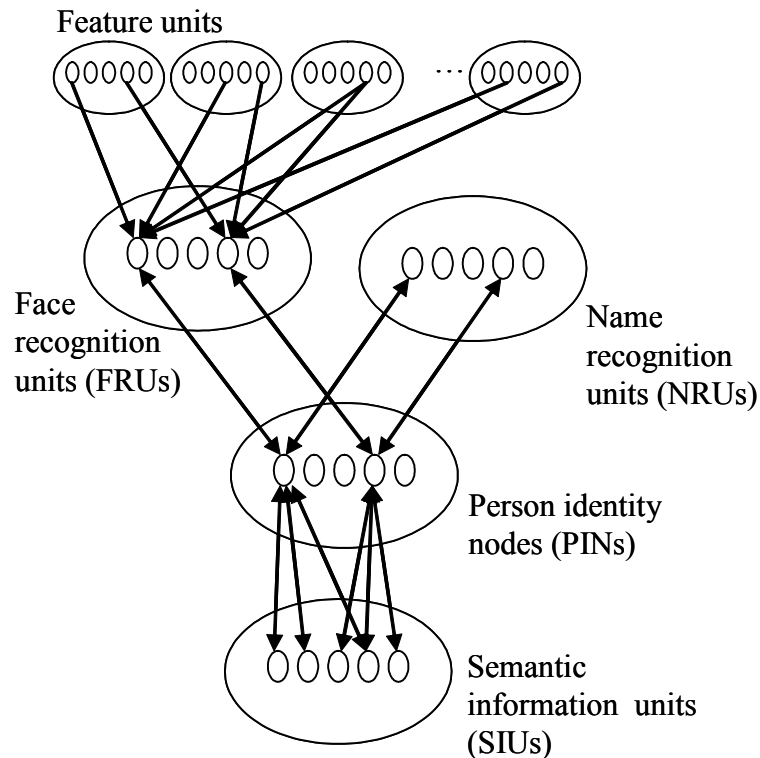 Feature units
...
Face
recognition
units (FRUs)
Name
recognition
units (NRUs)
Person identity
nodes (PINs)
Semantic
information units
(SIUs)